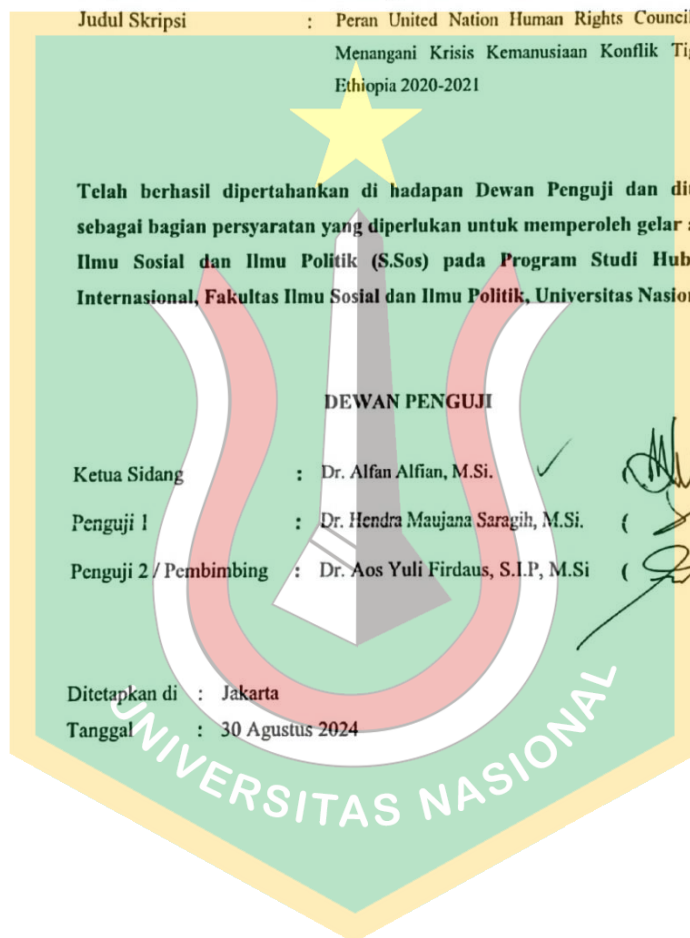 Judul Skripsi : Peran United Nation Human Rights Council
Menangani Krisis Kemanusiaan Konflik
Ethiopia 2020-2021
Telah berhasil dipertahankan di hadapan Dewan Penguji dan
sebagai bagian persyaratan yang diperlukan untuk memperoleh gelar
Ilmu Sosial dan Ilmu Politik (S.Sos) pada Program Studi
Internasional, Fakultas Ilmu Sosial dan Ilmu Politik, Universitas
DEWAN PENGUJI
Ketua Sidang : Dr. Alfan Alfian, M.Si. (
Penguji 1 : Dr. Hendra Maujana Saragih, M.Si. (
Penguji 2 / Pembimbing : Dr. Aos Yuli Firdaus, S.I.P, M.Si (
Ditetapkan di : Jakarta
Tanggal : 30 Agustus 2024
UNIVERSITAS NASIONAL